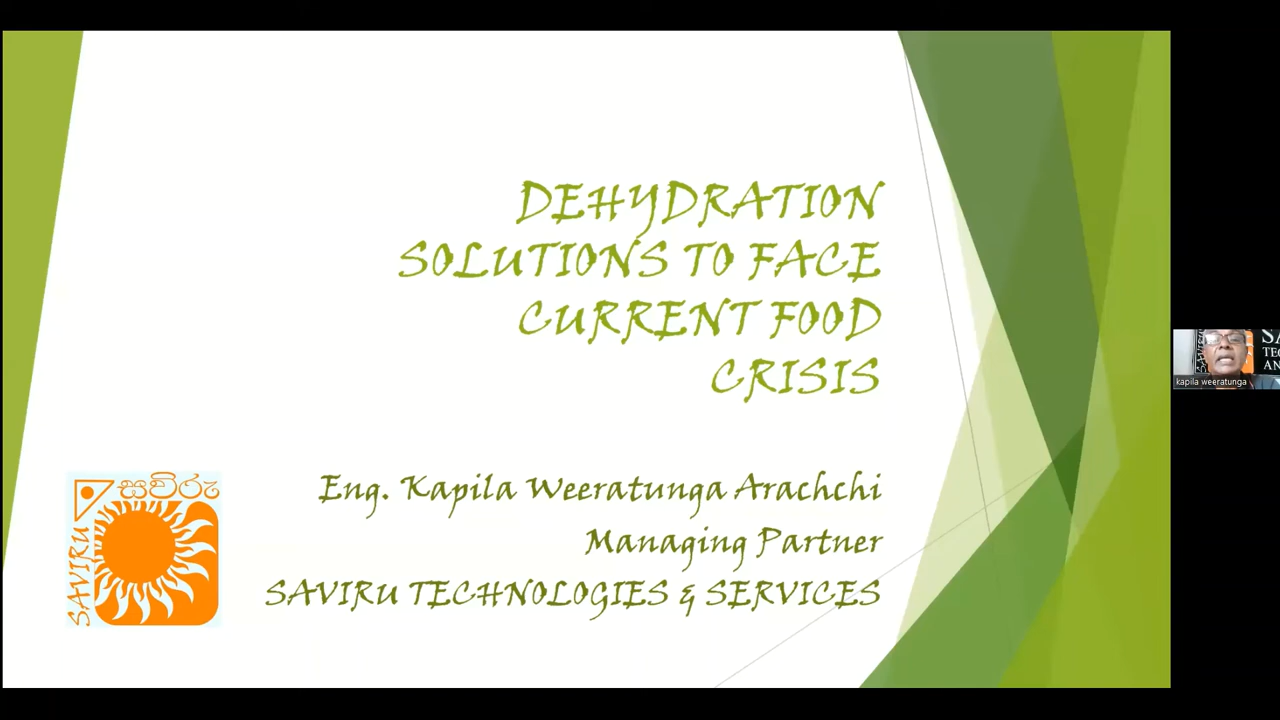 DEHYDRATION
SOLUTIONS TO FACE
CURRENT FOOD
CRISIS
Eng. Kapila Weeratunga Arachchi
Managing Partner
SAVIRU TECHNOLOGIES & SERVICES
සවිරු
SAVIRU
kapila weeratunga